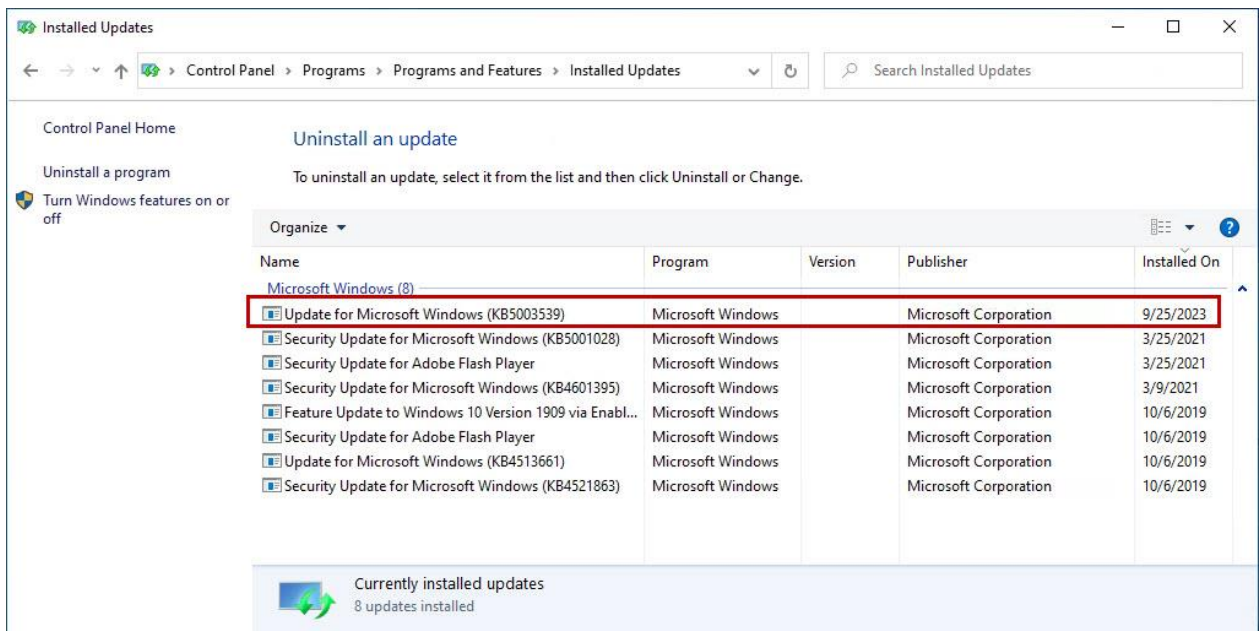 Installed Updates
Control Panel > Programs > Programs and Features > Installed Updates
Search Installed Updates
Control Panel Home
Uninstall a program
Turn Windows features on or
off
Uninstall an update
To uninstall an update, select it from the list and then click Uninstall or Change.
Organize
Name Program Version Publisher Installed On
Microsoft Windows (8)
Update for Microsoft Windows (KB5003539) Microsoft Windows Microsoft Corporation 9/25/2023
Security Update for Microsoft Windows (KB5001028) Microsoft Windows Microsoft Corporation 3/25/2021
Security Update for Adobe Flash Player Microsoft Windows Microsoft Corporation 3/25/2021
Security Update for Microsoft Windows (KB4601395) Microsoft Windows Microsoft Corporation 3/9/2021
Feature Update to Windows 10 Version 1909 via Enabl... Microsoft Windows Microsoft Corporation 10/6/2019
Security Update for Adobe Flash Player Microsoft Windows Microsoft Corporation 10/6/2019
Update for Microsoft Windows (KB4513661) Microsoft Windows Microsoft Corporation 10/6/2019
Security Update for Microsoft Windows (KB4521863) Microsoft Windows Microsoft Corporation 10/6/2019
Currently installed updates
8 updates installed